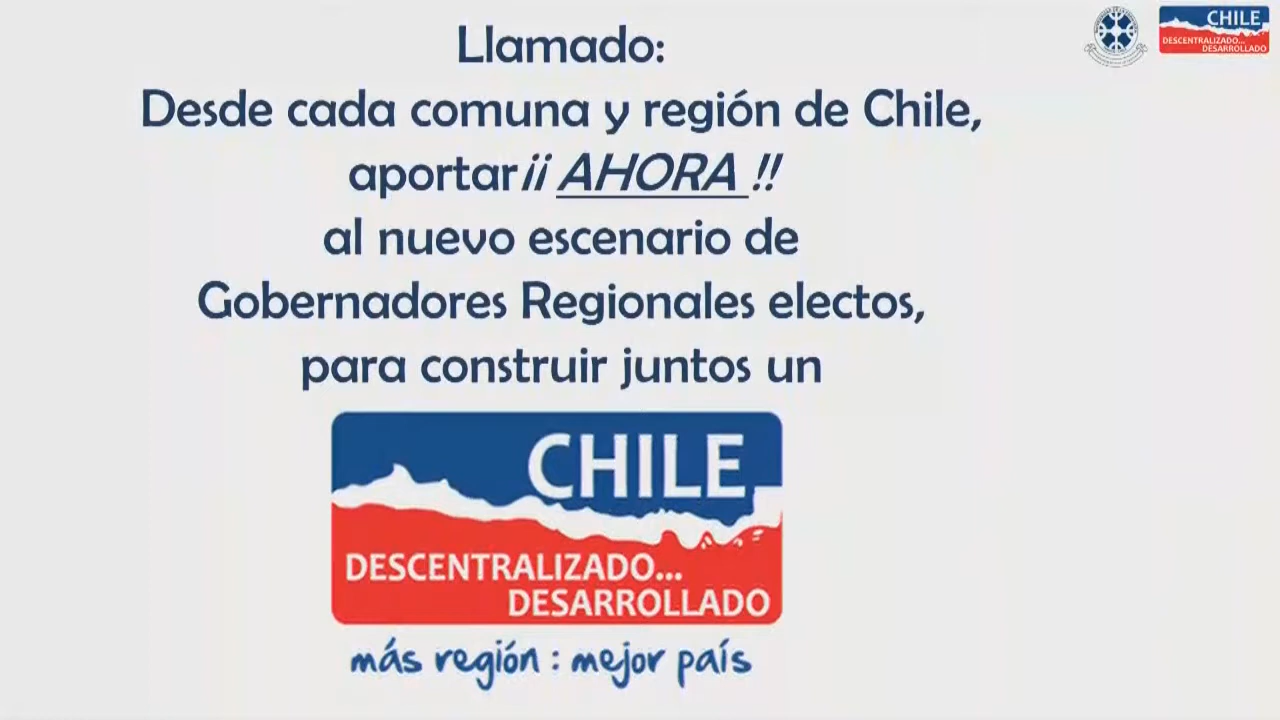 Llamado:
Desde cada comuna y región de Chile,
aportar¡¡ AHORA !!
al nuevo escenario de
Gobernadores Regionales electos,
para construir juntos un
CHILE
DESCENTRALIZADO...
DESARROLLADO
más región : mejor país
CHILE
DESCENTRALIZADO...
DESARROLLADO